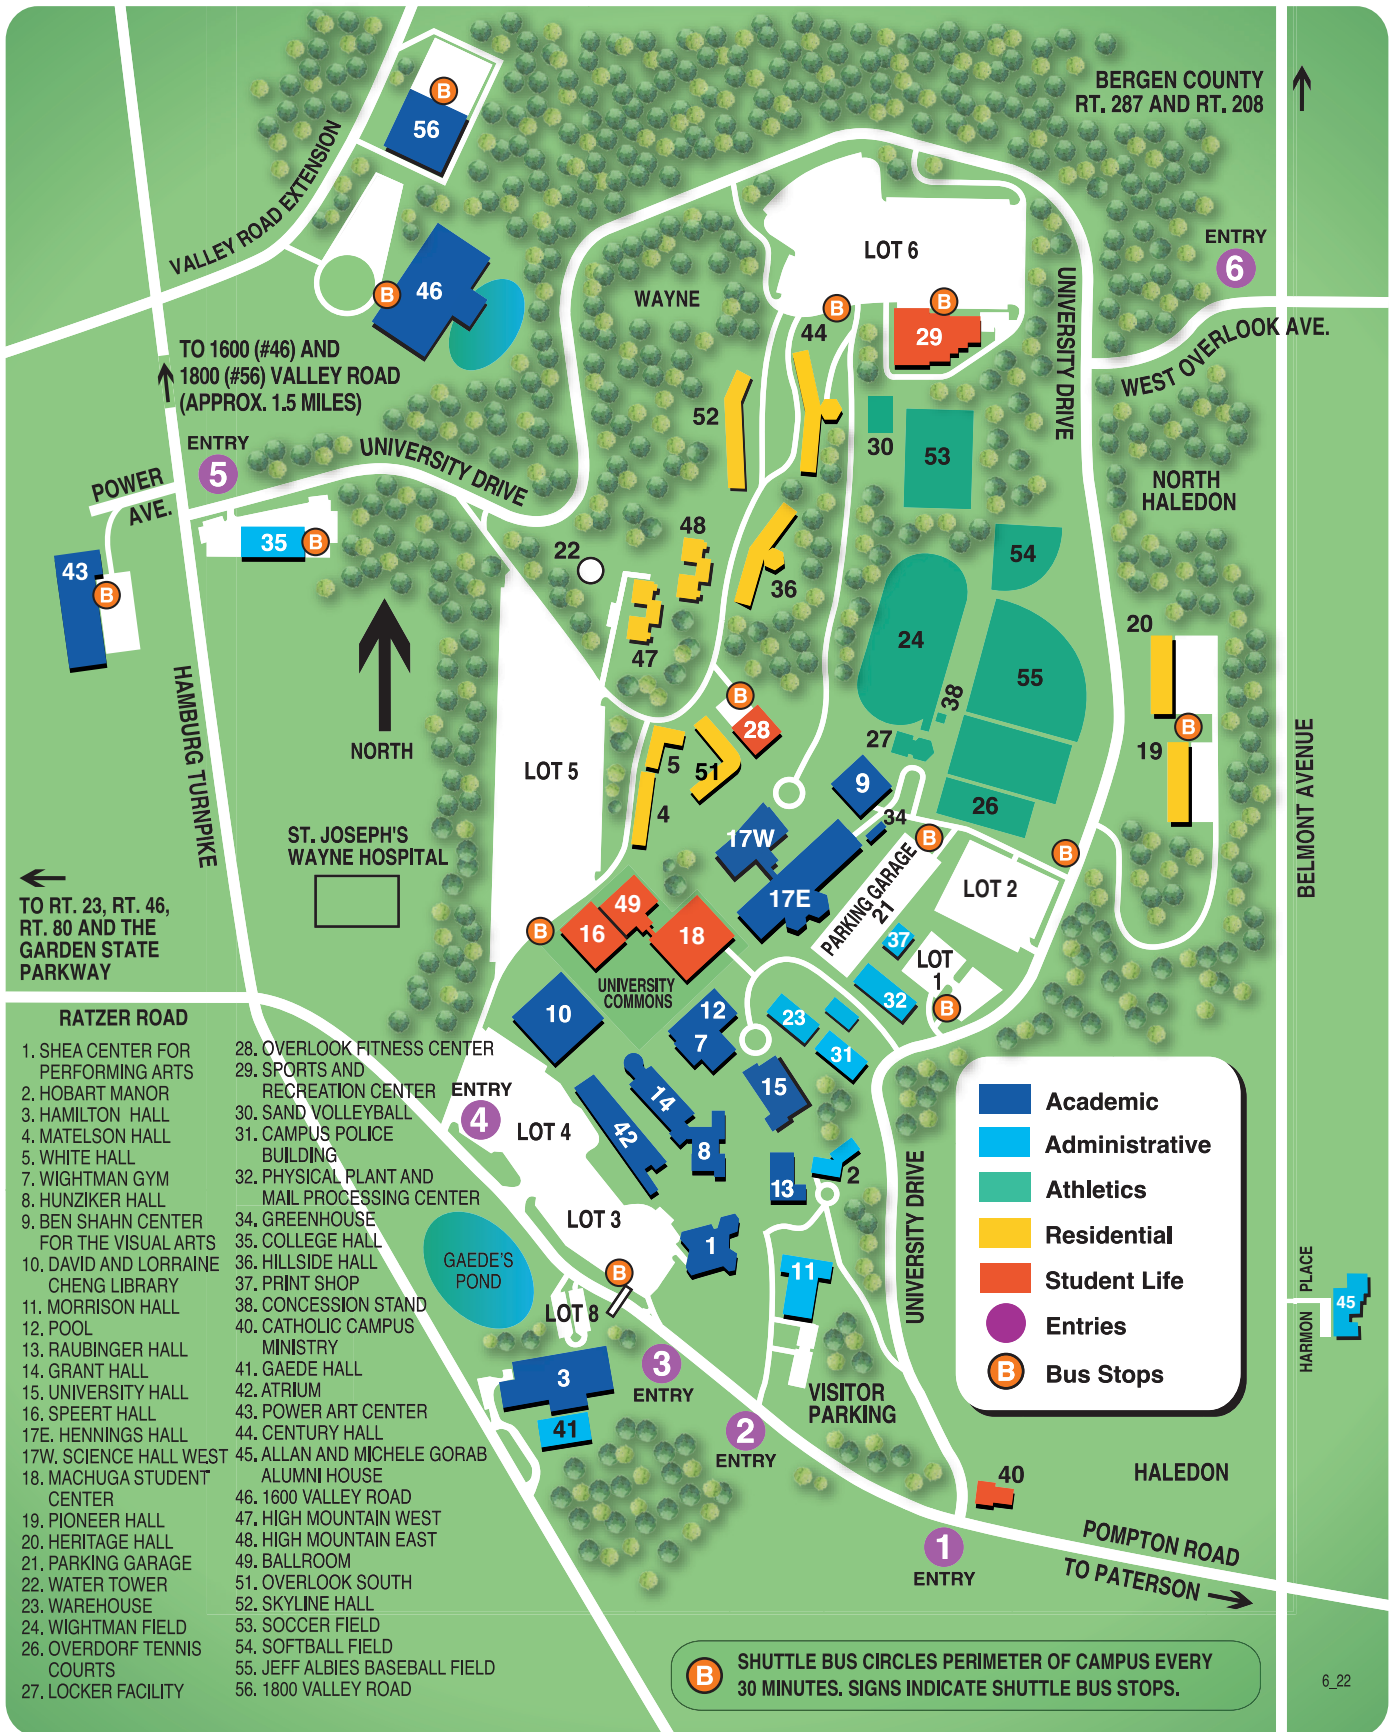 BERGEN COUNTY
RT. 287 AND RT. 208
B
56
VALLEY ROAD EXTENSION
ENTRY
6
LOT 6
B
46
WAYNE
B
B
44
29
UNIVERSITY DRIVE
WEST OVERLOOK AVE.
TO 1600 (#46) AND
1800 (#56) VALLEY ROAD
(APPROX. 1.5 MILES)
52
30
53
ENTRY
5
UNIVERSITY DRIVE
POWER
AVE.
NORTH
HALEDON
35
B
43
B
22
48
36
54
47
24
55
38
20
B
19
HAMBURG TURNPIKE
NORTH
B
28
27
5
51
4
LOT 5
9
26
34
B
B
17W
17E
PARKING GARAGE
21
LOT 2
BELMONT AVENUE
ST. JOSEPH'S
WAYNE HOSPITAL
TO RT. 23, RT. 46,
RT. 80 AND THE
GARDEN STATE
PARKWAY
49
B
16
18
37
LOT
1
32
B
UNIVERSITY
COMMONS
10
12
7
23
31
15
RATZER ROAD
1. SHEA CENTER FOR
PERFORMING ARTS
2. HOBART MANOR
3. HAMILTON HALL
4. MATELSON HALL
5. WHITE HALL
7. WIGHTMAN GYM
8. HUNZIKER HALL
9. BEN SHAHN CENTER
FOR THE VISUAL ARTS
10. DAVID AND LORRAINE
CHENG LIBRARY
11. MORRISON HALL
12. POOL
13. RAUBINGER HALL
14. GRANT HALL
15. UNIVERSITY HALL
16. SPEERT HALL
17E. HENNINGS HALL
17W. SCIENCE HALL WEST
18. MACHUGA STUDENT
CENTER
19. PIONEER HALL
20. HERITAGE HALL
21. PARKING GARAGE
22. WATER TOWER
23. WAREHOUSE
24. WIGHTMAN FIELD
26. OVERDORF TENNIS
COURTS
27. LOCKER FACILITY
28. OVERLOOK FITNESS CENTER
29. SPORTS AND
RECREATION CENTER
30. SAND VOLLEYBALL
31. CAMPUS POLICE
BUILDING
32. PHYSICAL PLANT AND
MAIL PROCESSING CENTER
34. GREENHOUSE
35. COLLEGE HALL
36. HILLSIDE HALL
37. PRINT SHOP
38. CONCESSION STAND
40. CATHOLIC CAMPUS
MINISTRY
41. GAEDE HALL
42. ATRIUM
43. POWER ART CENTER
44. CENTURY HALL
45. ALLAN AND MICHELE GORAB
ALUMNI HOUSE
46. 1600 VALLEY ROAD
47. HIGH MOUNTAIN WEST
48. HIGH MOUNTAIN EAST
49. BALLROOM
51. OVERLOOK SOUTH
52. SKYLINE HALL
53. SOCCER FIELD
54. SOFTBALL FIELD
55. JEFF ALBIES BASEBALL FIELD
56. 1800 VALLEY ROAD
ENTRY
4
LOT 4
42
14
8
13
2
UNIVERSITY DRIVE
LOT 3
1
11
GAEDE'S
POND
B
LOT 8
3
41
3
ENTRY
2
ENTRY
VISITOR
PARKING
Academic
Administrative
Athletics
Residential
Student Life
Entries
B Bus Stops
HARMON PLACE
45
HALEDON
40
1
ENTRY
POMPTON ROAD
TO PATERSON
B
SHUTTLE BUS CIRCLES PERIMETER OF CAMPUS EVERY
30 MINUTES. SIGNS INDICATE SHUTTLE BUS STOPS.
6_22